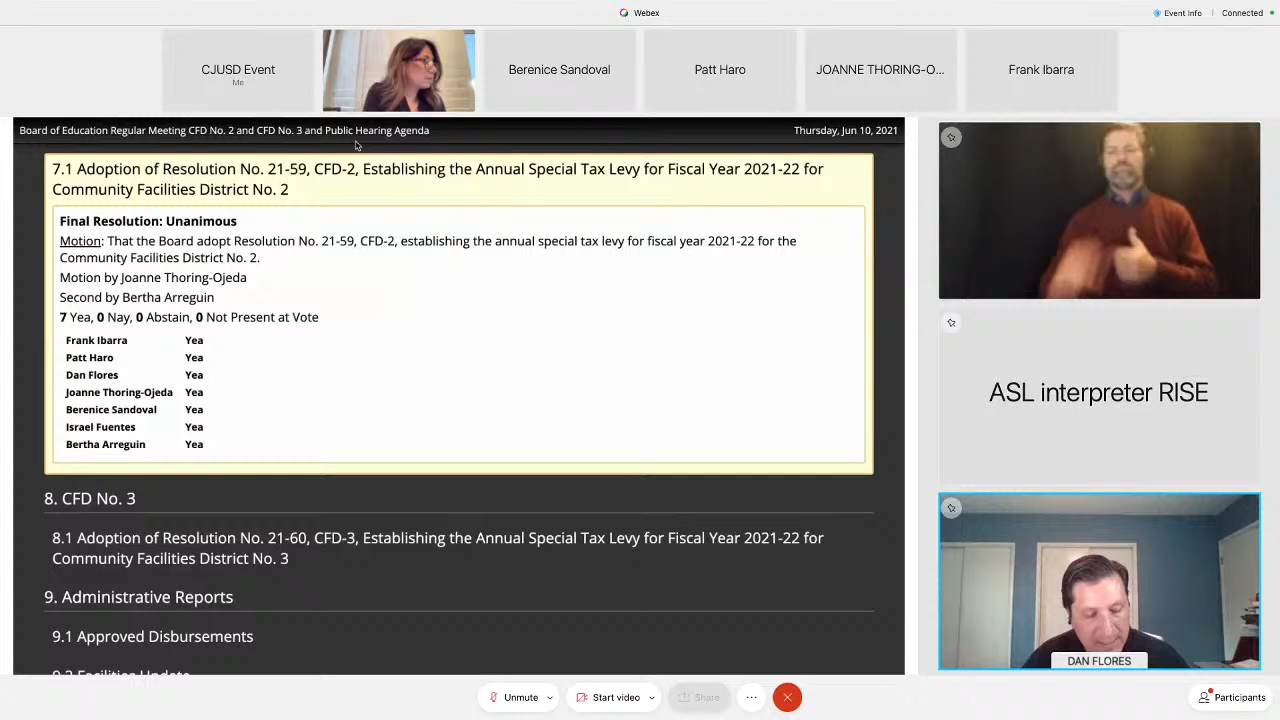 Webex
Event Info
Connected
CJUSD Event
Me
Berenice Sandoval
Patt Haro
JOANNE THORING-O...
Frank Ibarra
Board of Education Regular Meeting CFD No. 2 and CFD No. 3 and Public Hearing Agenda
Thursday, Jun 10, 2021
7.1 Adoption of Resolution No. 21-59, CFD-2, Establishing the Annual Special Tax Levy for Fiscal Year 2021-22 for
Community Facilities District No. 2
Final Resolution: Unanimous
Motion: That the Board adopt Resolution No. 21-59, CFD-2, establishing the annual special tax levy for fiscal year 2021-22 for the
Community Facilities District No. 2.
Motion by Joanne Thoring-Ojeda
Second by Bertha Arreguin
7 Yea, 0 Nay, 0 Abstain, 0 Not Present at Vote
Frank Ibarra Yea
Patt Haro Yea
Dan Flores Yea
Joanne Thoring-Ojeda Yea
Berenice Sandoval Yea
Israel Fuentes Yea
Bertha Arreguin Yea
8. CFD No. 3
8.1 Adoption of Resolution No. 21-60, CFD-3, Establishing the Annual Special Tax Levy for Fiscal Year 2021-22 for
Community Facilities District No. 3
9. Administrative Reports
9.1 Approved Disbursements
9.2 Facilities Update
ASL interpreter RISE
DAN FLORES
Unmute
Start video
Share
Participants